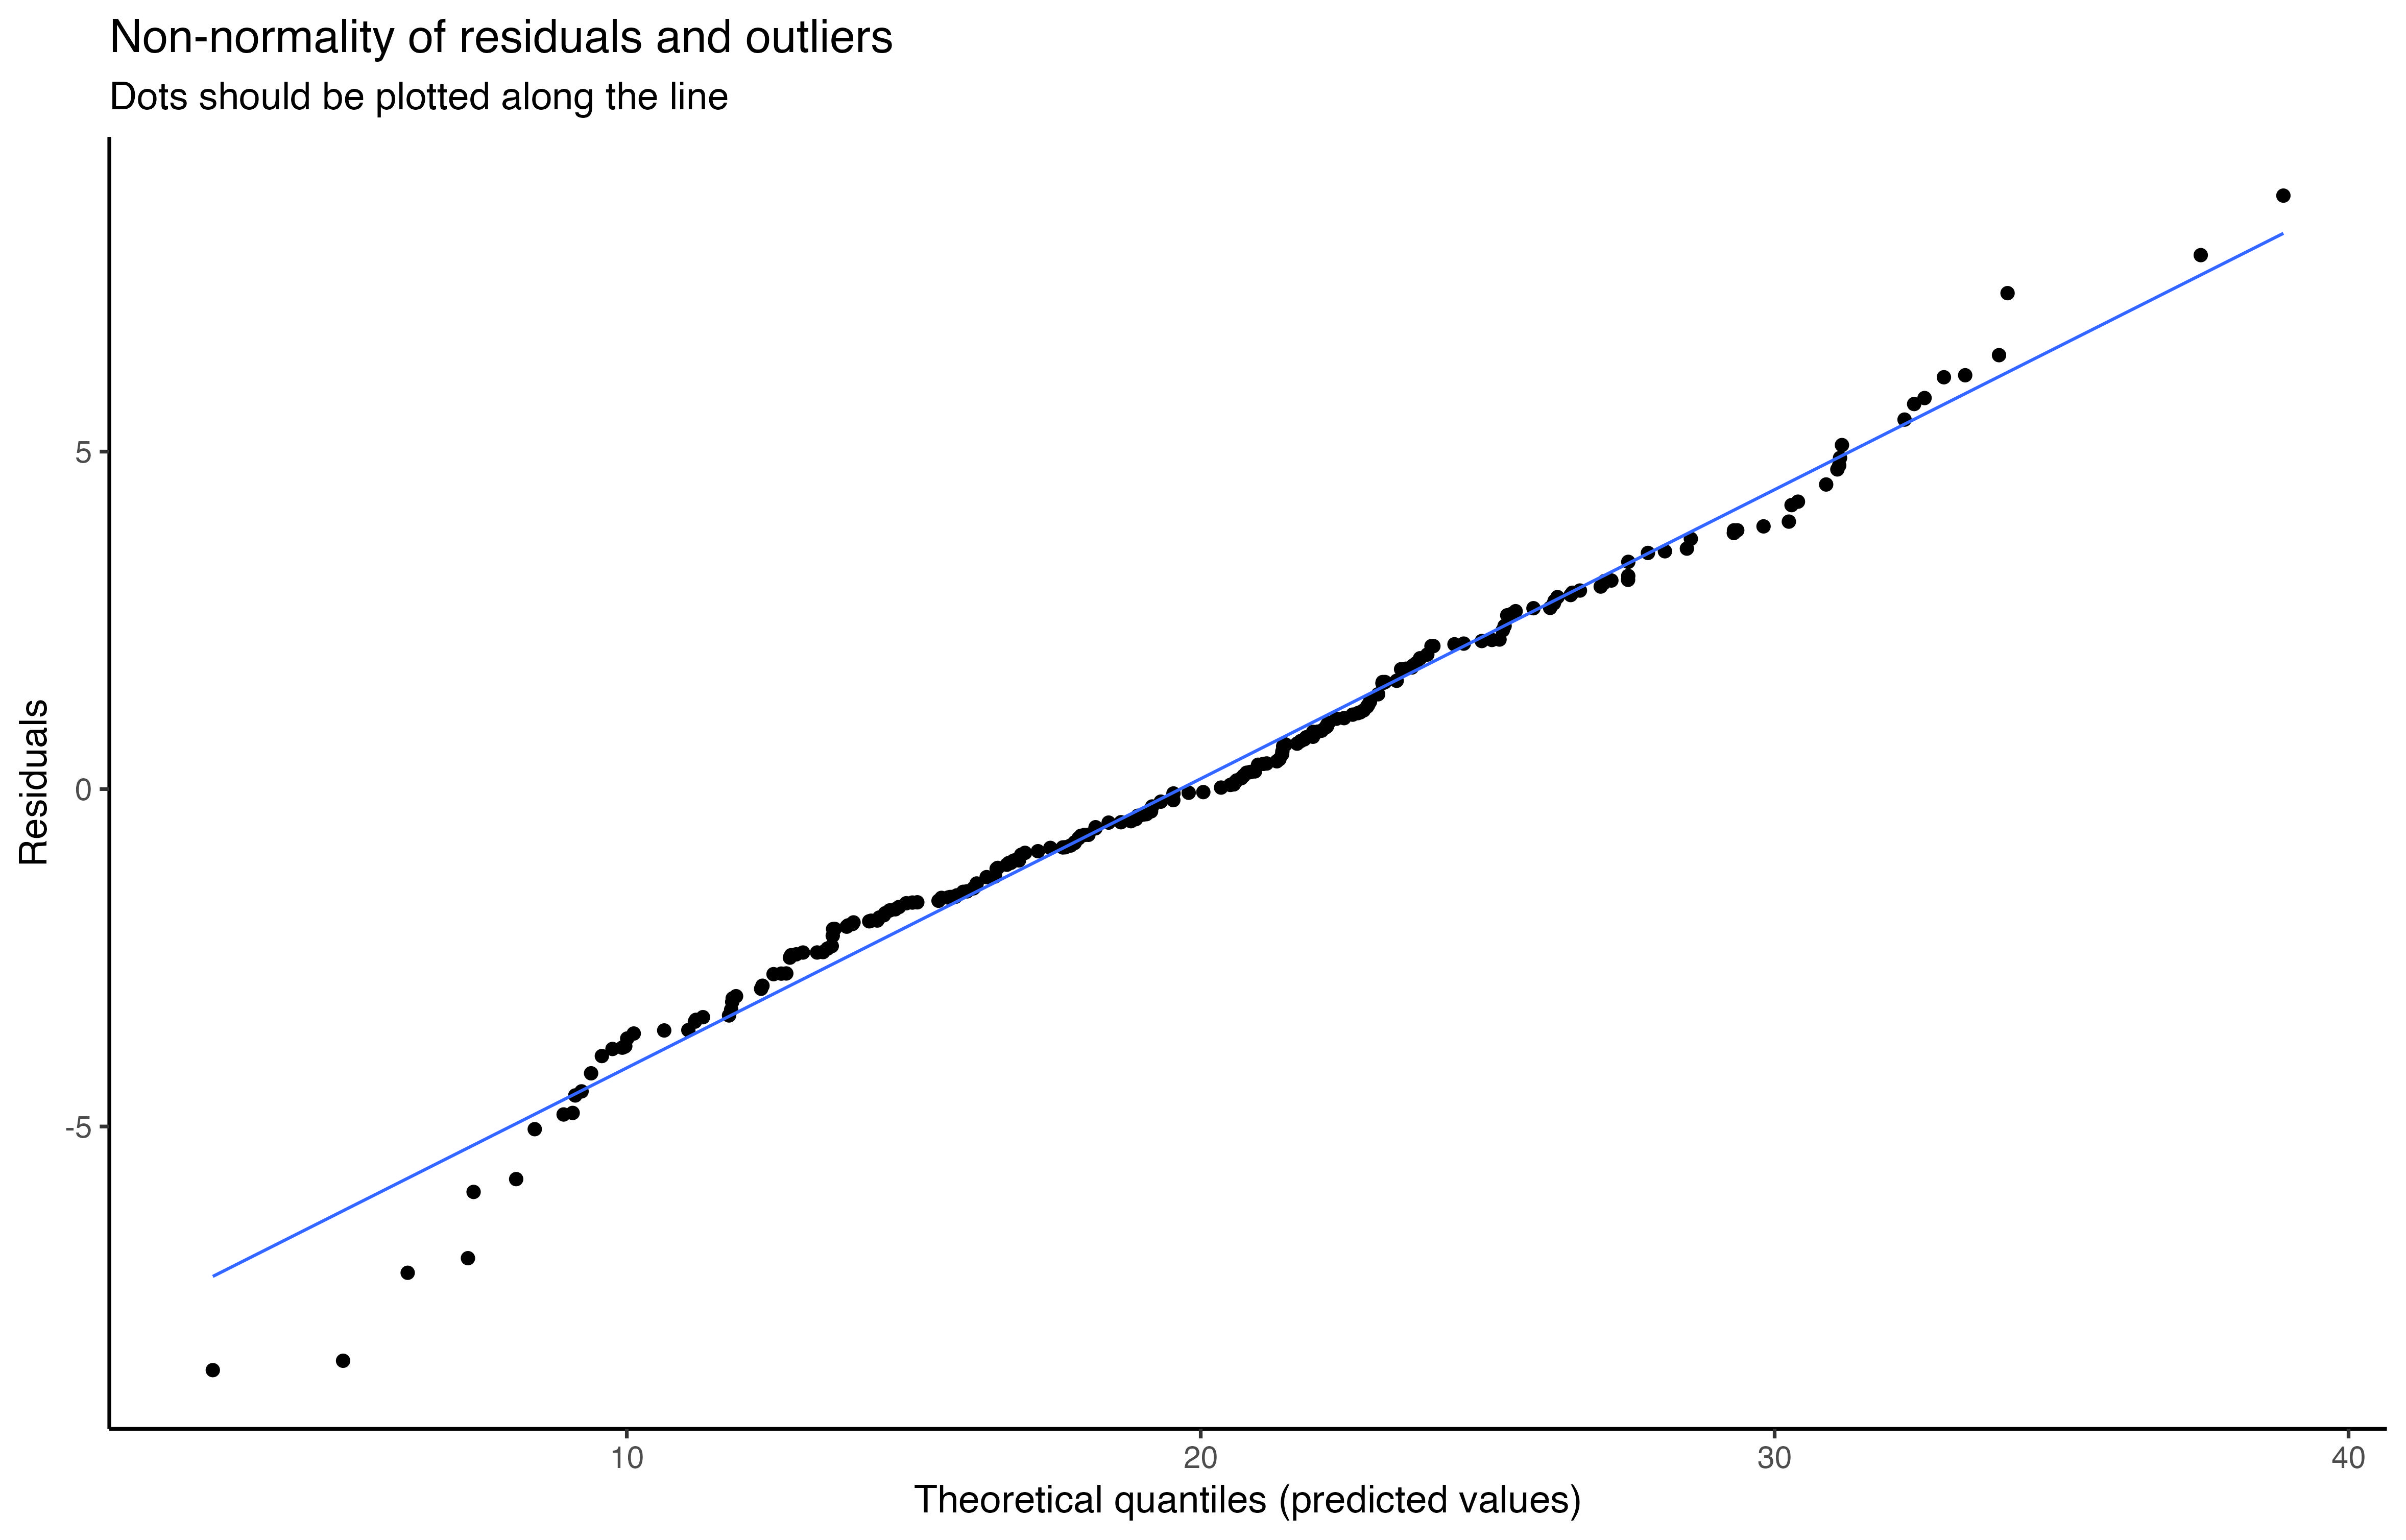 Non-normality of residuals and outliers
Dots should be plotted along the line
5
0
-5
Residuals
10
20
30
40
Theoretical quantiles (predicted values)